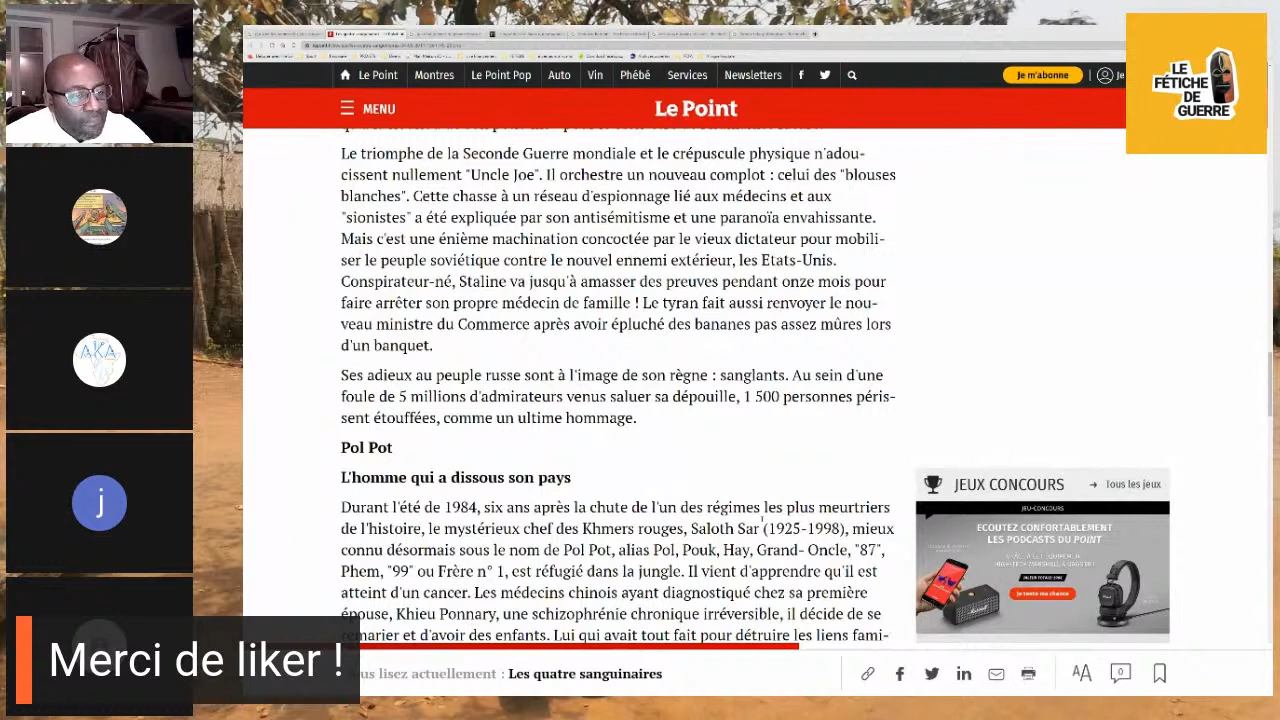 Le Point
Montres
Le Point Pop
Auto
Vin
Phébé
Services
Newsletters
Je m'abonne
Je
MENU
Le Point
LE
FÉTICHE
DE
GUERRE
Le triomphe de la Seconde Guerre mondiale et le crépuscule physique n'adou-
cissent nullement "Uncle Joe". Il orchestre un nouveau complot : celui des "blouses
blanches". Cette chasse à un réseau d'espionnage lié aux médecins et aux
"sionistes" a été expliquée par son antisémitisme et une paranoïa envahissante.
Mais c'est une énième machination concoctée par le vieux dictateur pour mobili-
ser le peuple soviétique contre le nouvel ennemi extérieur, les Etats-Unis.
Conspirateur-né, Staline va jusqu'à amasser des preuves pendant onze mois pour
faire arrêter son propre médecin de famille ! Le tyran fait aussi renvoyer le nou-
veau ministre du Commerce après avoir épluché des bananes pas assez mûres lors
d'un banquet.
Ses adieux au peuple russe sont à l'image de son règne : sanglants. Au sein d'une
foule de 5 millions d'admirateurs venus saluer sa dépouille, 1 500 personnes péris-
sent étouffées, comme un ultime hommage.
Pol Pot
L'homme qui a dissous son pays
Durant l'été de 1984, six ans après la chute de l'un des régimes les plus meurtriers
de l'histoire, le mystérieux chef des Khmers rouges, Saloth Sar (1925-1998), mieux
connu désormais sous le nom de Pol Pot, alias Pol, Pouk, Hay, Grand- Oncle, "87",
Phem, "99" ou Frère n° 1, est réfugié dans la jungle. Il vient d'apprendre qu'il est
atteint d'un cancer. Les médecins chinois ayant diagnostiqué chez sa première
épouse, Khieu Ponnary, une schizophrénie chronique irréversible, il décide de se
remarier et d'avoir des enfants. Lui qui avait tout fait pour détruire les liens fami-
JEUX CONCOURS
Tous les jeux
JEU-CONCOURS
ECOUTEZ CONFORTABLEMENT
LES PODCASTS DU POINT
Je tente ma chance
lisez actuellement : Les quatre sanguinaires
AA
0
AKA
j
Merci de liker !